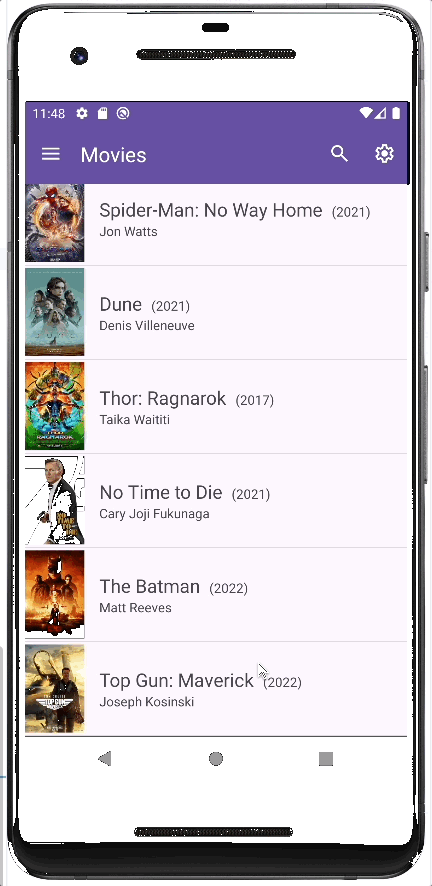 11:48
Movies
Spider-Man: No Way Home (2021)
Jon Watts
Dune (2021)
Denis Villeneuve
Thor: Ragnarok (2017)
Taika Waititi
No Time to Die (2021)
Cary Joji Fukunaga
The Batman (2022)
Matt Reeves
Top Gun: Maverick (2022)
Joseph Kosinski
TOP GUN